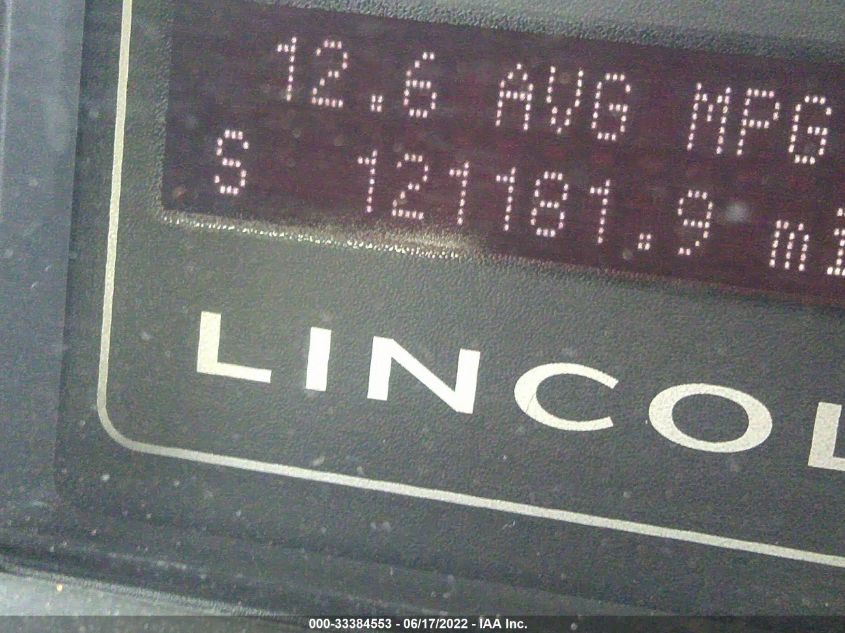 12.6 AVG MPG
S 121181.9 mi
LINCOL
000-33384553 - 06/17/2022 - IAA Inc.